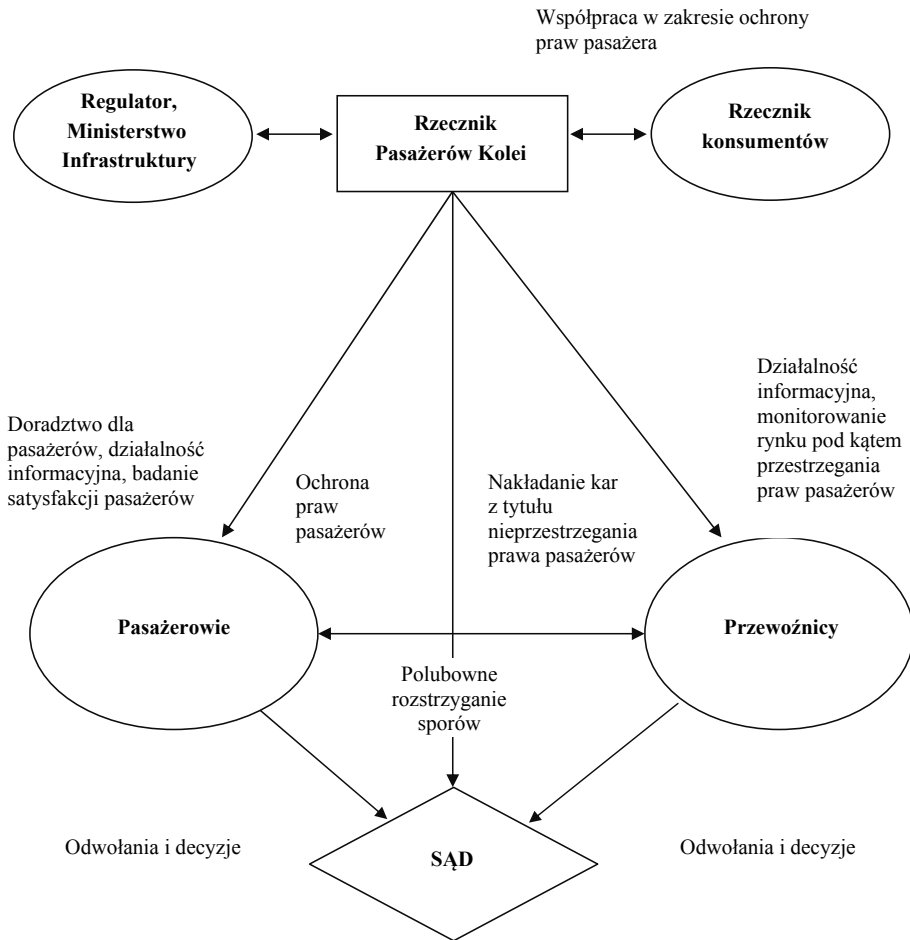 Współpraca w zakresie ochrony
praw pasażera
Regulator,
Ministerstwo
Infrastruktury
Rzecznik
Pasażerów Kolei
Rzecznik
konsumentów
Działalność
informacyjna,
monitorowanie
rynku pod kątem
przestrzegania
praw pasażerów
Doradztwo dla
pasażerów, działalność
informacyjna, badanie
satysfakcji pasażerów
Ochrona
praw
pasażerów
Nakładanie kar
z tytułu
nieprzestrzegania
prawa pasażerów
Pasażerowie
Przewoźnicy
Polubowne
rozstrzyganie
sporów
Odwołania i decyzje
SĄD
Odwołania i decyzje